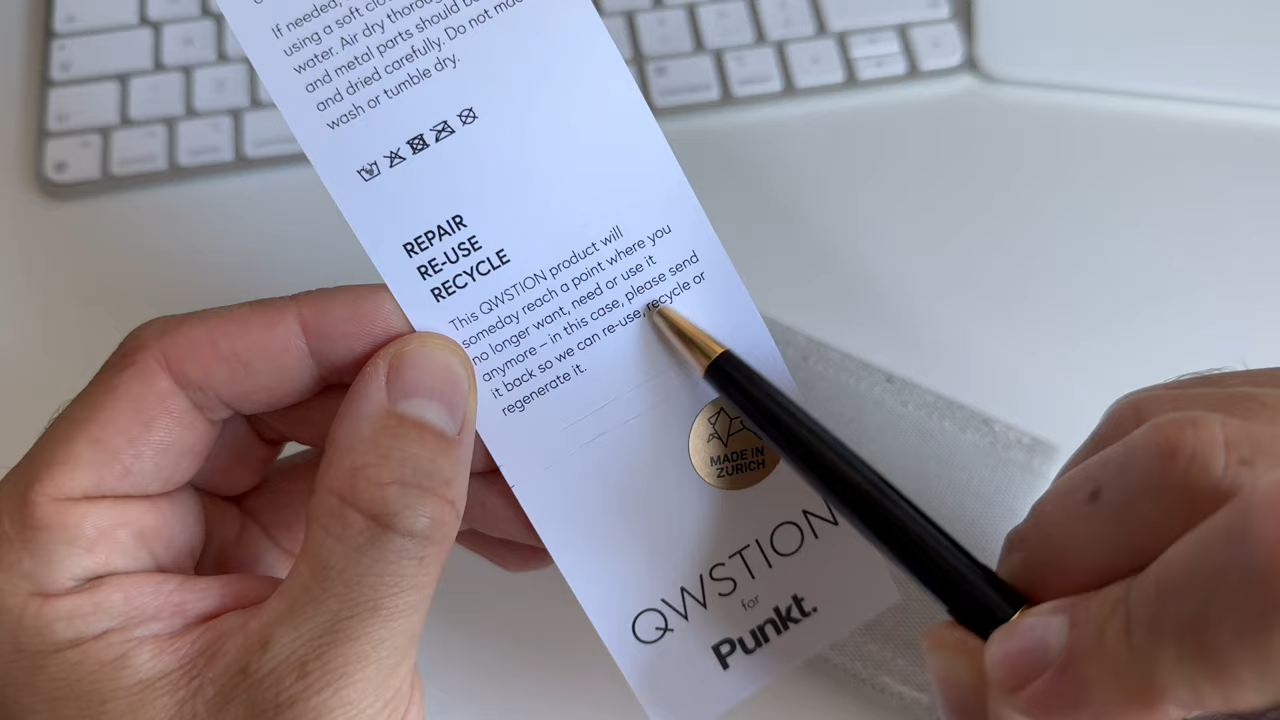 If needed,
using a soft clo
water. Air dry thorou
and metal parts should b
and dried carefully. Do not ma
wash or tumble dry.
REPAIR
RE-USE
RECYCLE
This QWSTION product will
someday reach a point where you
no longer want, need or use it
anymore – in this case, please send
it back so we can re-use, recycle or
regenerate it.
MADE IN
ZURICH
QWSTION
for
Punkt.